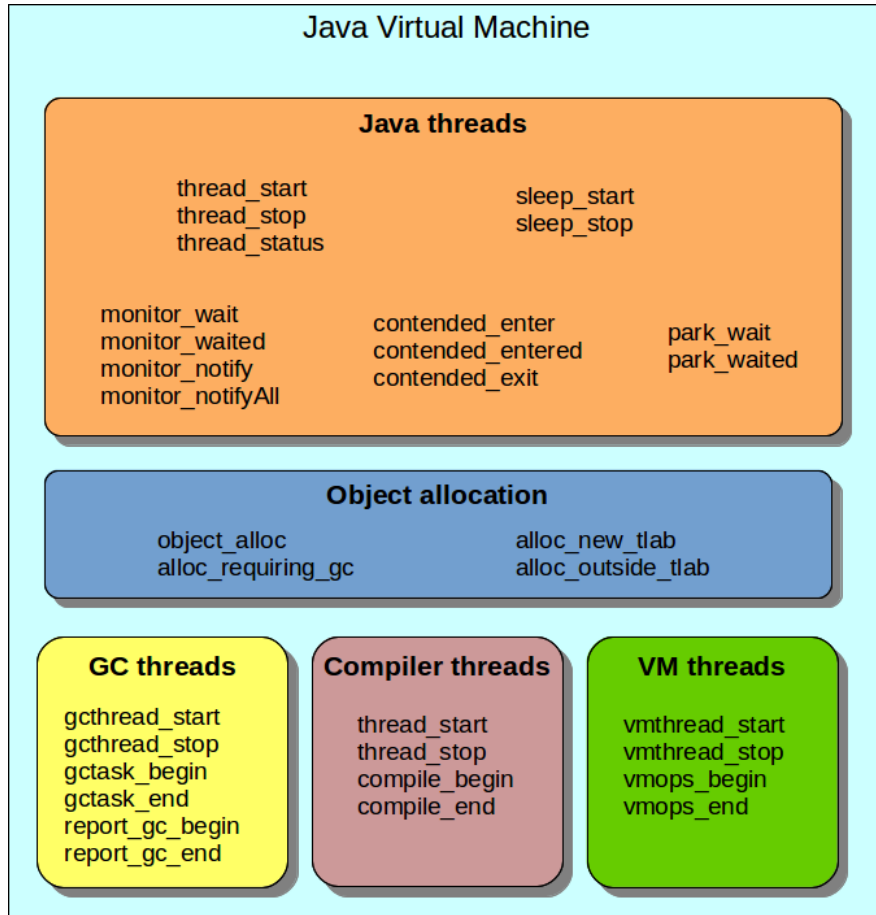 Java Virtual Machine
Java threads
thread_start
thread_stop
thread_status
sleep_start
sleep_stop
monitor_wait
monitor_waited
monitor_notify
monitor_notifyAll
contended_enter
contended_entered
contended_exit
park_wait
park_waited
Object allocation
object_alloc
alloc_requiring_gc
alloc_new_tlab
alloc_outside_tlab
GC threads
gcthread_start
gcthread_stop
gctask_begin
gctask_end
report_gc_begin
report_gc_end
Compiler threads
thread_start
thread_stop
compile_begin
compile_end
VM threads
vmthread_start
vmthread_stop
vmops_begin
vmops_end